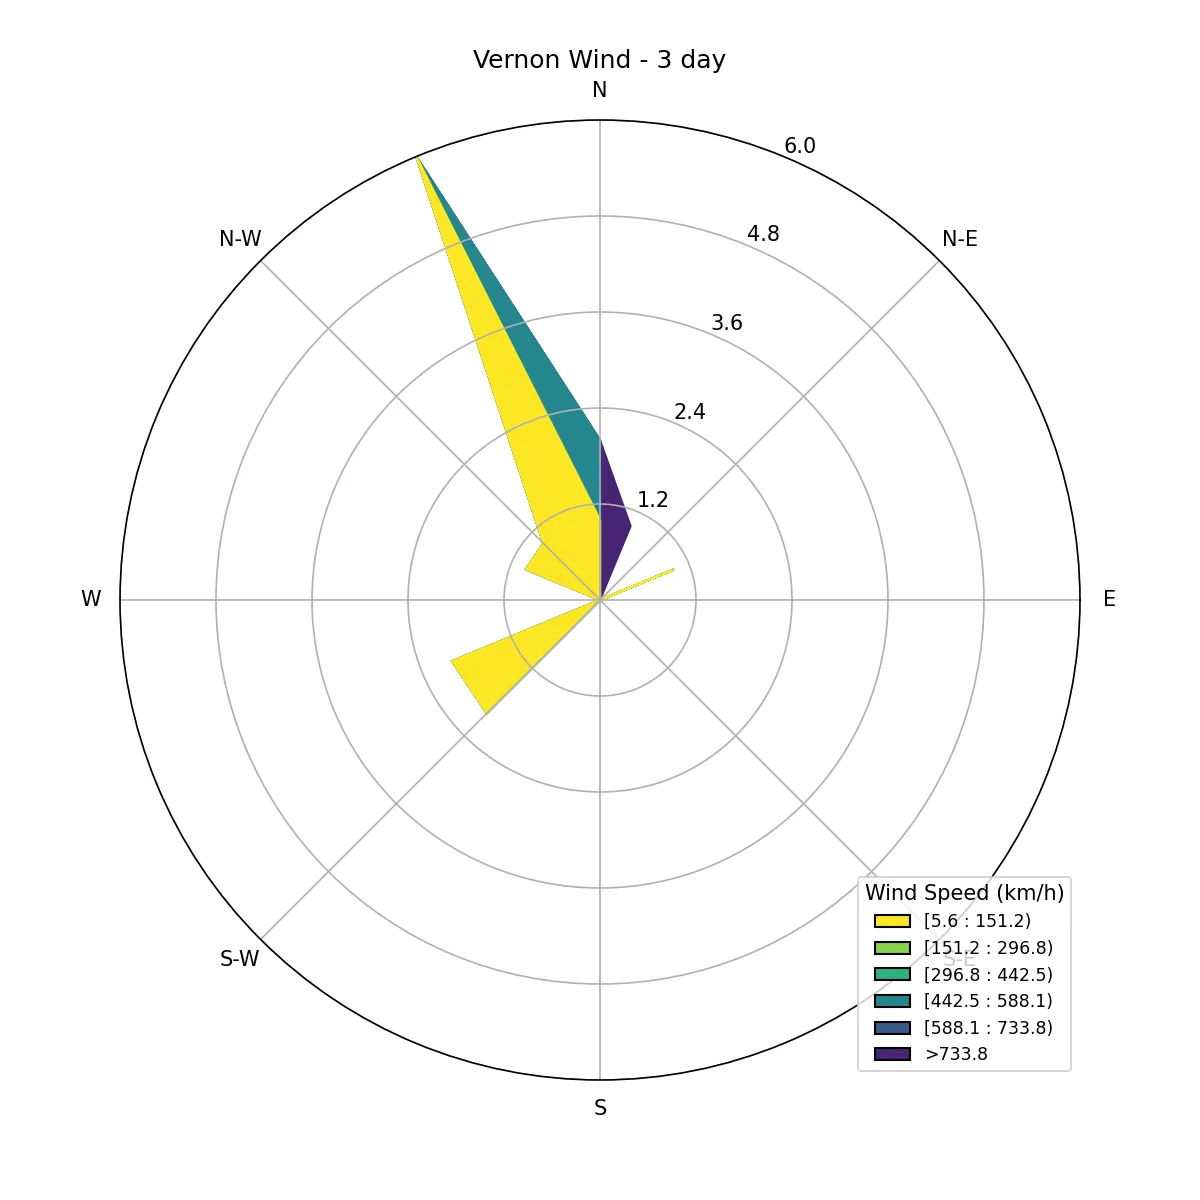 Vernon Wind - 3 day
N
6.0
4.8
N-W
N-E
3.6
2.4
1.2
W
E
Wind Speed (km/h)
[5.6 : 151.2)
[151.2 : 296.8)
S-W
S-E
[296.8 : 442.5)
[442.5 : 588.1)
[588.1 : 733.8)
>733.8
S